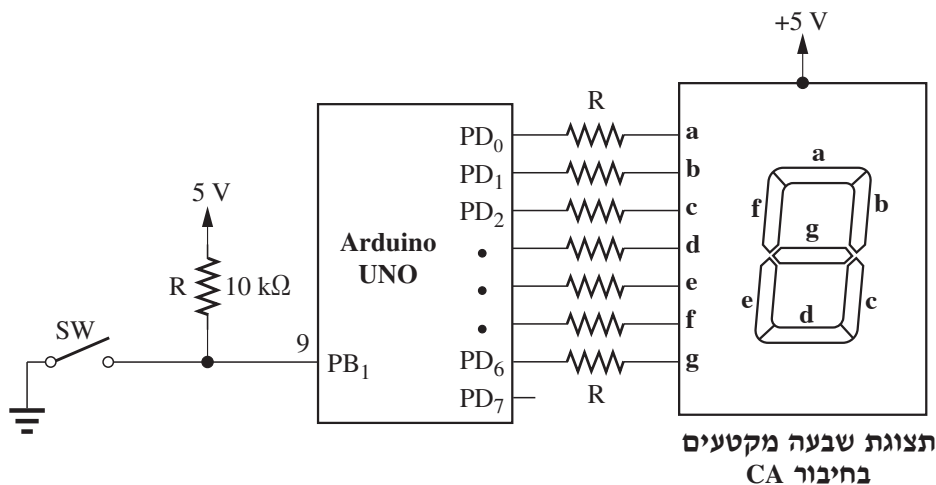 +5 V
R
PD0
a
PD1
b
PD2
c
d
e
f
PD6
g
R
PD7
Arduino
UNO
5 V
R 10 kΩ
SW
9
PB1
a
f
b
g
e
c
d
תצוגת שבעה מקטעים
בחיבור CA